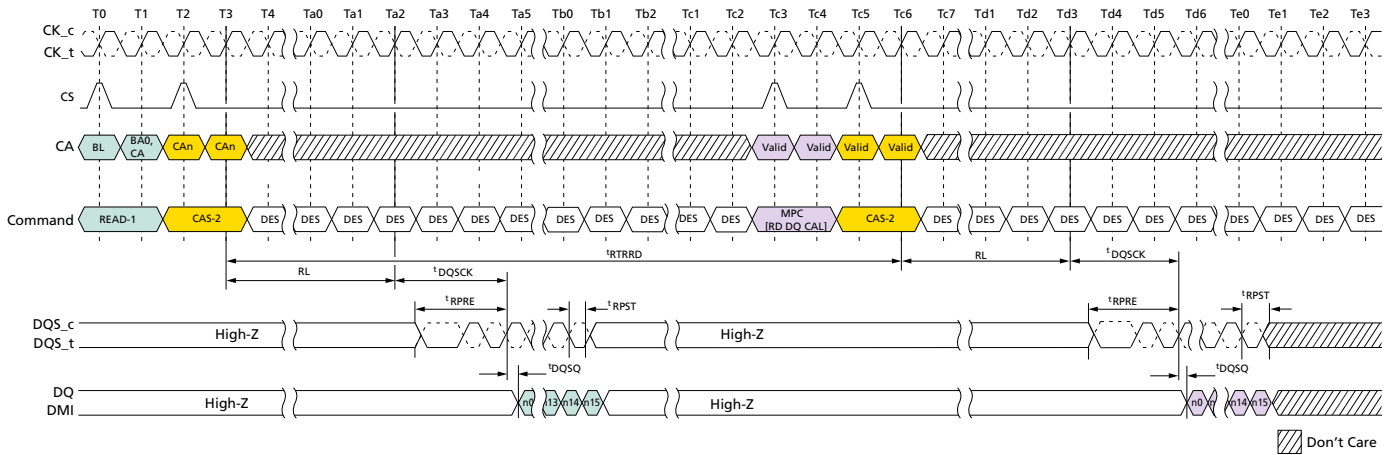 T0 T1 T2 T3 T4 Ta0 Ta1 Ta2 Ta3 Ta4 Ta5 Tb0 Tb1 Tb2 Tc1 Tc2 Tc3 Tc4 Tc5 Tc6 Tc7 Td1 Td2 Td3 Td4 Td5 Td6 Te0 Te1 Te2 Te3
CK_c
CK_t
CS
CA BL BA0, CA CAn CAn Valid Valid Valid Valid
Command READ-1 CAS-2 DES DES DES DES DES DES DES DES DES DES DES DES MPC [RD DQ CAL] CAS-2 DES DES DES DES DES DES DES DES DES DES DES
tRTRRD
RL tDQSCK RL tDQSCK
tRPRE tRPST tRPRE tRPST
DQS_c
DQS_t
High-Z High-Z
tDQSQ tDQSQ
DQ
DMI
High-Z n0 n13 n14 n15 High-Z n0 n n14 n15
Don't Care